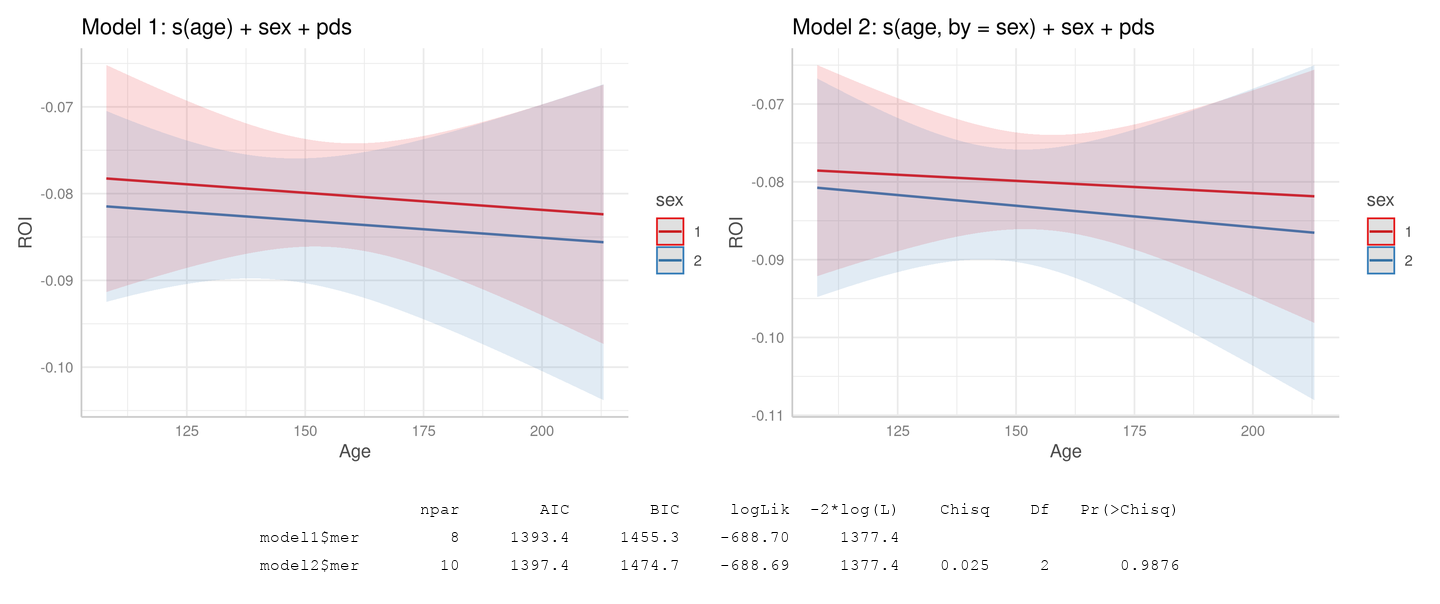 Model 1: s(age) + sex + pds
-0.07
-0.08
-0.09
-0.10
ROI
125 150 175 200
Age
sex
1
2
Model 2: s(age, by = sex) + sex + pds
-0.07
-0.08
-0.09
-0.10
-0.11
ROI
125 150 175 200
Age
sex
1
2
npar AIC BIC logLik -2*log(L) Chisq Df Pr(>Chisq)
model1$mer 8 1393.4 1455.3 -688.70 1377.4
model2$mer 10 1397.4 1474.7 -688.69 1377.4 0.025 2 0.9876